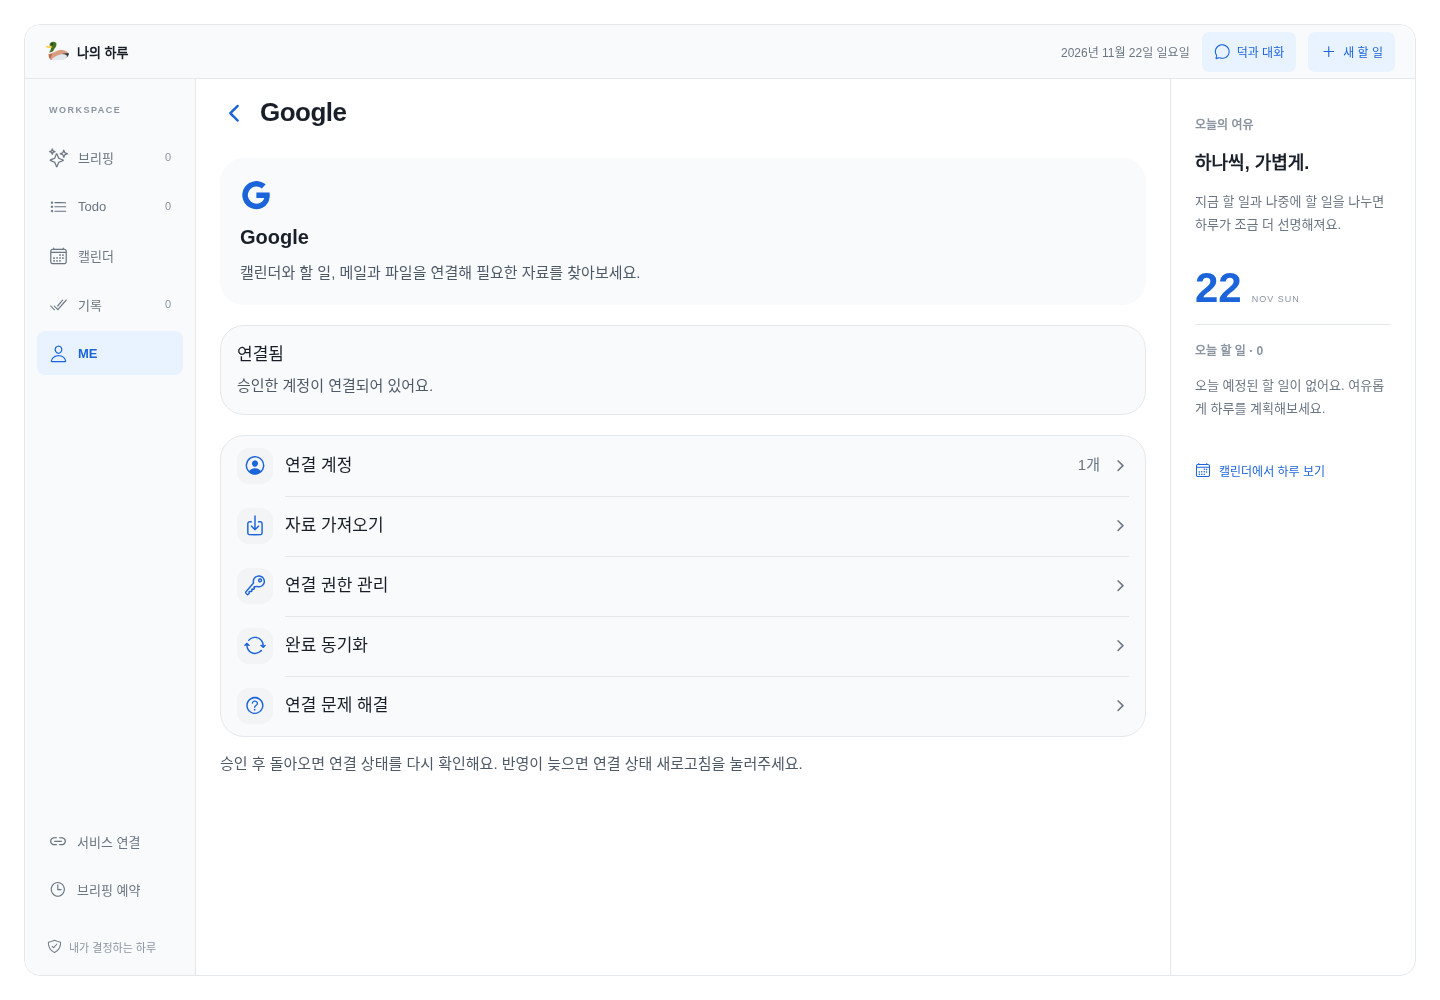 나의 하루
2026년 11월 22일 일요일
덕과 대화
새 할 일
WORKSPACE
브리핑 0
Todo 0
캘린더
기록 0
ME
서비스 연결
브리핑 예약
내가 결정하는 하루
Google
Google
캘린더와 할 일, 메일과 파일을 연결해 필요한 자료를 찾아보세요.
연결됨
승인한 계정이 연결되어 있어요.
연결 계정 1개
자료 가져오기
연결 권한 관리
완료 동기화
연결 문제 해결
승인 후 돌아오면 연결 상태를 다시 확인해요. 반영이 늦으면 연결 상태 새로고침을 눌러주세요.
오늘의 여유
하나씩, 가볍게.
지금 할 일과 나중에 할 일을 나누면
하루가 조금 더 선명해져요.
22 NOV SUN
오늘 할 일 · 0
오늘 예정된 할 일이 없어요. 여유롭
게 하루를 계획해보세요.
캘린더에서 하루 보기